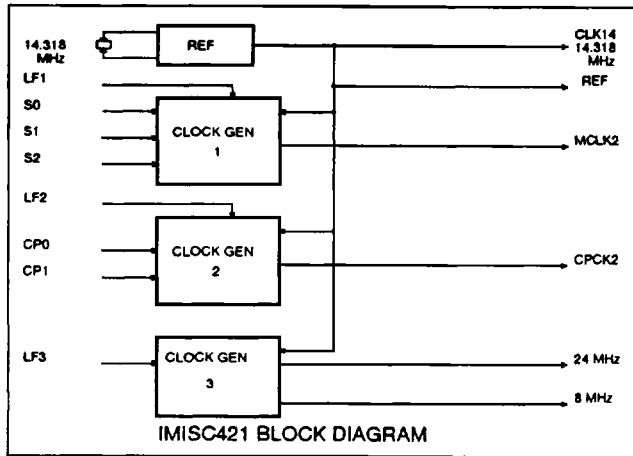 14.318
MHz
REF
CLK14
14.318
MHz
LF1
REF
S0
S1
S2
CLOCK GEN
1
MCLK2
LF2
CP0
CP1
CLOCK GEN
2
CPCK2
LF3
CLOCK GEN
3
24 MHz
8 MHz
IMISC421 BLOCK DIAGRAM